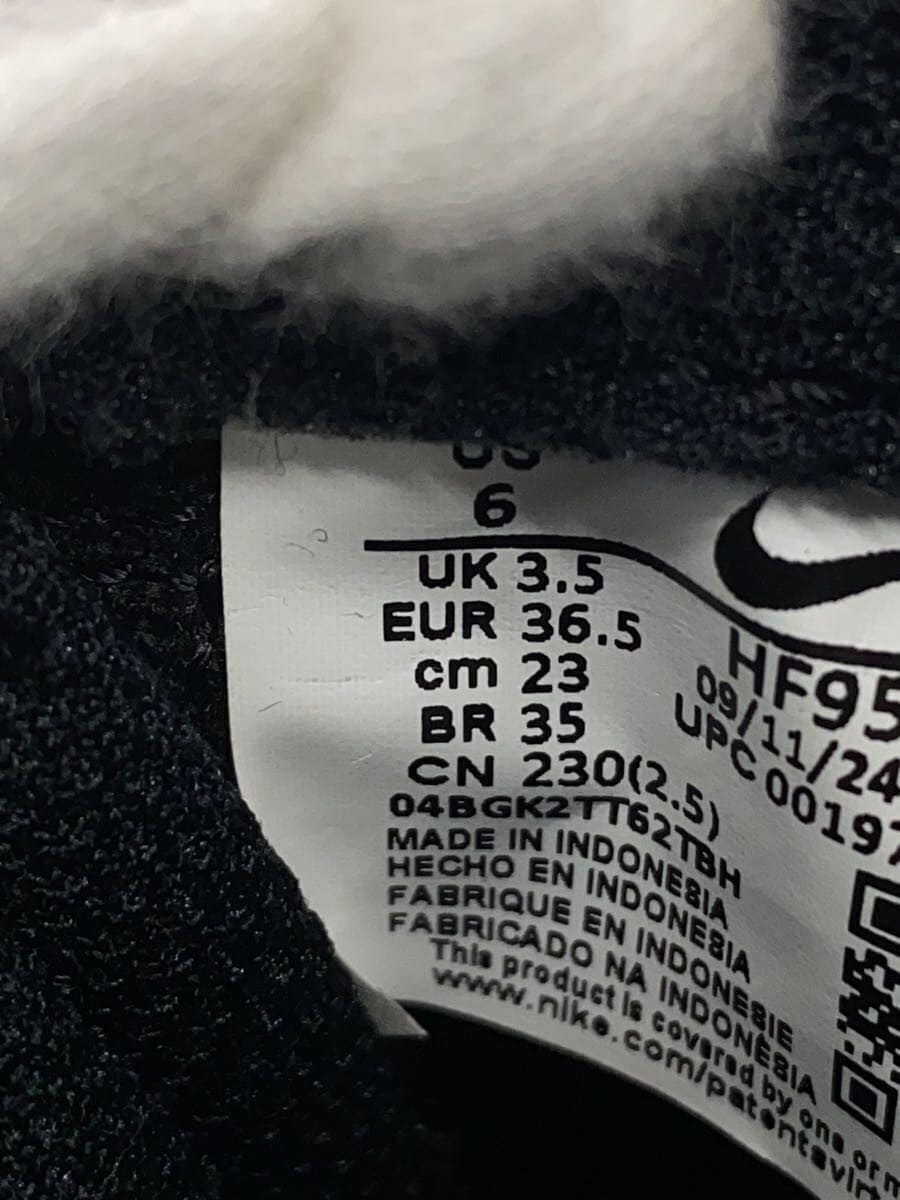 US
6
UK 3.5
EUR 36.5
cm 23
BR 35
CN 230(2.5)
04BGK2TT62TBH
MADE IN INDONESIA
HECHO EN INDONESIA
FABRIQUE EN INDONESIE
FABRICADO NA INDONÉSIA
This product is covered by one or m
www.nike.com/patents
HF95
09/11/24
UPC 00197